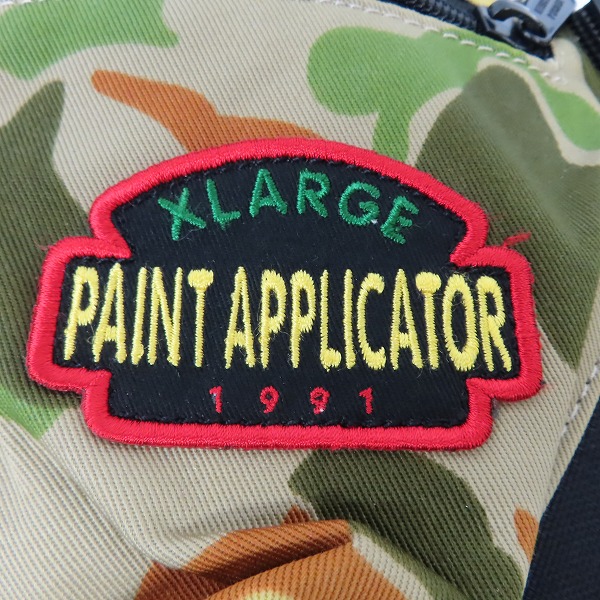 XLARGE
PAINT APPLICATOR
1991